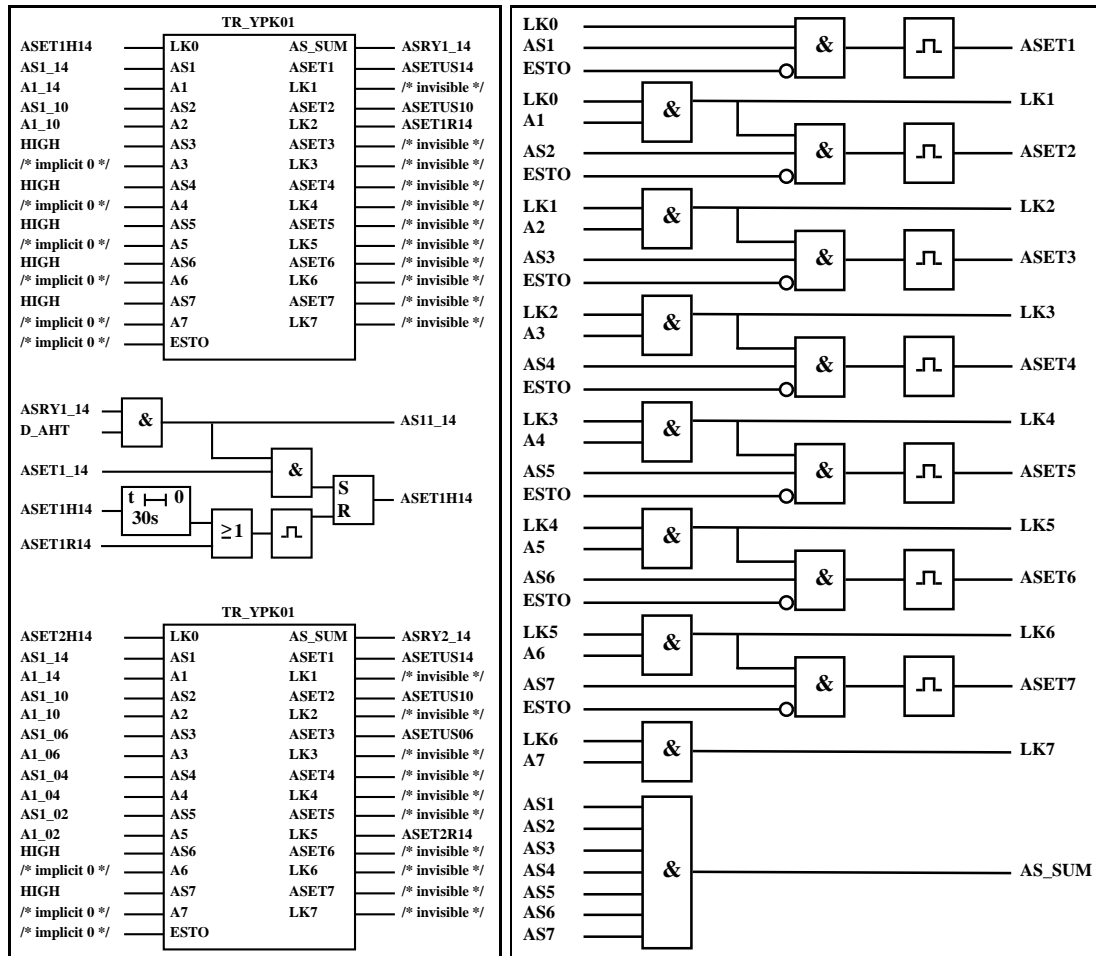 TR_YPK01
ASET1H14 LK0 AS_SUM ASRY1_14
AS1_14 AS1 ASET1 ASETUS14
A1_14 A1 LK1 /* invisible */
AS1_10 AS2 ASET2 ASETUS10
A1_10 A2 LK2 ASET1R14
HIGH AS3 ASET3 /* invisible */
/* implicit 0 */ A3 LK3 /* invisible */
HIGH AS4 ASET4 /* invisible */
/* implicit 0 */ A4 LK4 /* invisible */
HIGH AS5 ASET5 /* invisible */
/* implicit 0 */ A5 LK5 /* invisible */
HIGH AS6 ASET6 /* invisible */
/* implicit 0 */ A6 LK6 /* invisible */
HIGH AS7 ASET7 /* invisible */
/* implicit 0 */ A7 LK7 /* invisible */
/* implicit 0 */ ESTO
ASRY1_14
& AS11_14
D_AHT
ASET1_14 &
S
ASET1H14 t 0 ASET1H14
30s R
≥1
ASET1R14
TR_YPK01
ASET2H14 LK0 AS_SUM ASRY2_14
AS1_14 AS1 ASET1 ASETUS14
A1_14 A1 LK1 /* invisible */
AS1_10 AS2 ASET2 ASETUS10
A1_10 A2 LK2 /* invisible */
AS1_06 AS3 ASET3 ASETUS06
A1_06 A3 LK3 /* invisible */
AS1_04 AS4 ASET4 /* invisible */
A1_04 A4 LK4 /* invisible */
AS1_02 AS5 ASET5 /* invisible */
A1_02 A5 LK5 ASET2R14
HIGH AS6 ASET6 /* invisible */
/* implicit 0 */ A6 LK6 /* invisible */
HIGH AS7 ASET7 /* invisible */
/* implicit 0 */ A7 LK7 /* invisible */
/* implicit 0 */ ESTO
LK0
AS1 & ASET1
ESTO
LK0 & LK1
A1
AS2 & ASET2
ESTO
LK1 & LK2
A2
AS3 & ASET3
ESTO
LK2 & LK3
A3
AS4 & ASET4
ESTO
LK3 & LK4
A4
AS5 & ASET5
ESTO
LK4 & LK5
A5
AS6 & ASET6
ESTO
LK5 & LK6
A6
AS7 & ASET7
ESTO
LK6 & LK7
A7
AS1
AS2
AS3
AS4 & AS_SUM
AS5
AS6
AS7